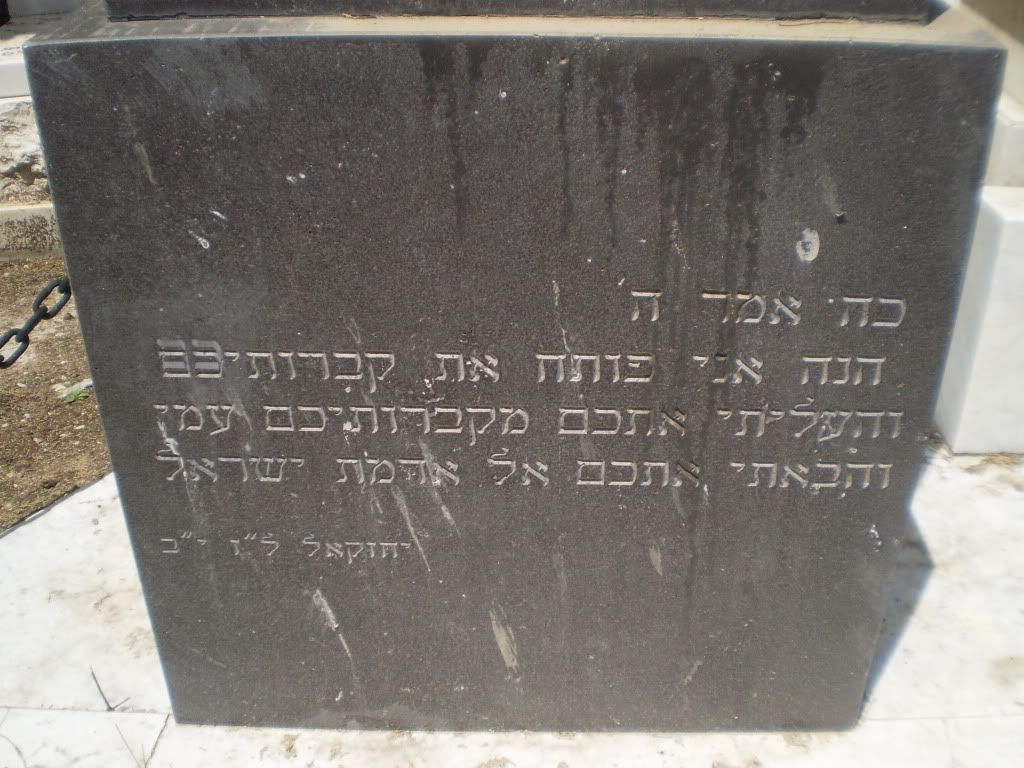 כה אמר ה'
הנה אני פותח את קברותיכם
והעליתי אתכם מקברותיכם עמי
והבאתי אתכם אל אדמת ישראל
יחזקאל ל"ז י"ב